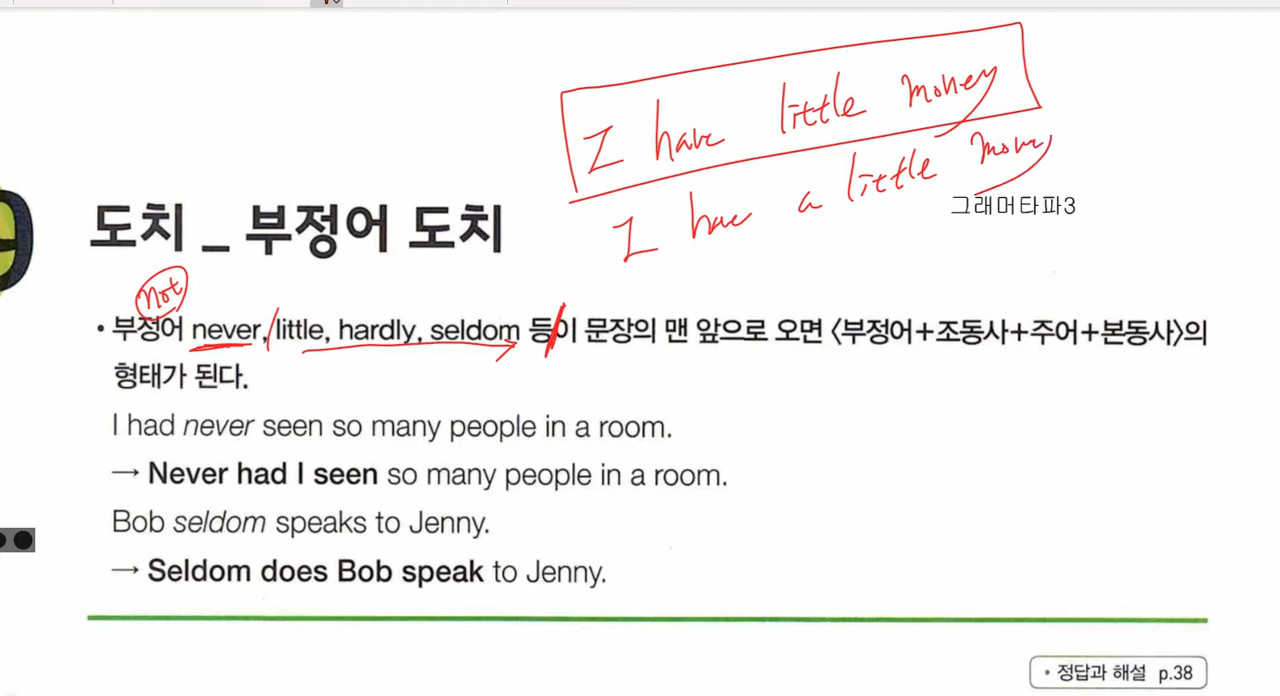 I have little money
I have a little money
그래머타파3
도치 _ 부정어 도치
not
• 부정어 never, little, hardly, seldom 등이 문장의 맨 앞으로 오면 〈부정어+조동사+주어+본동사〉의
형태가 된다.
I had never seen so many people in a room.
→ Never had I seen so many people in a room.
Bob seldom speaks to Jenny.
→ Seldom does Bob speak to Jenny.
• 정답과 해설 p.38